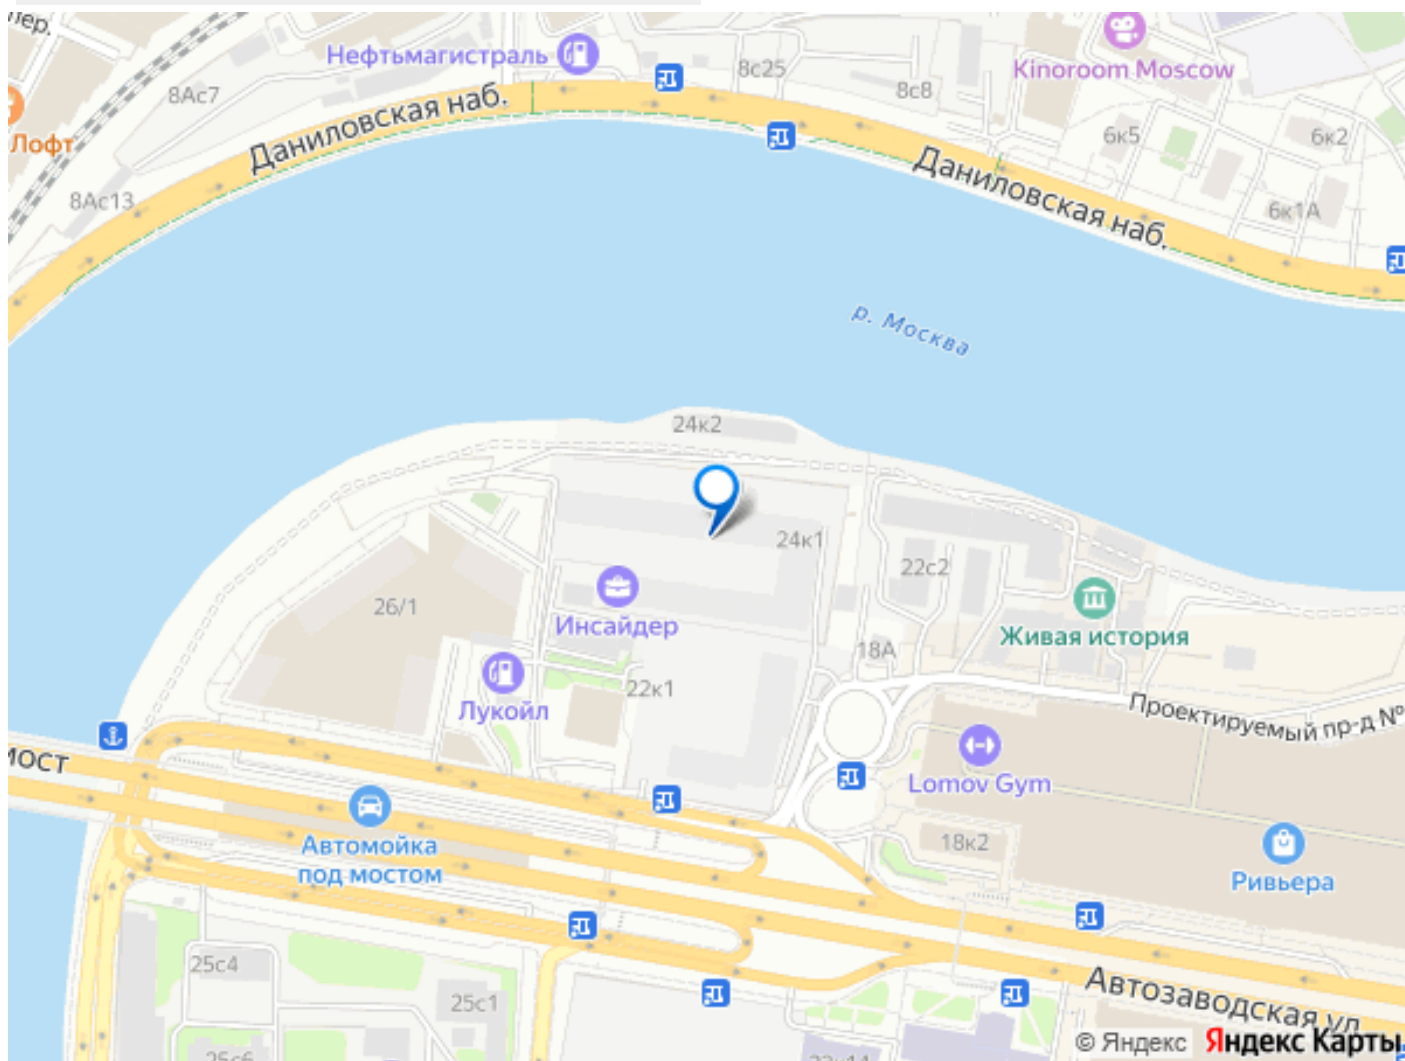 пер.
Нефтьмагистраль
8с25
Kinoroom Moscow
8Ас7
8с8
Даниловская наб.
Лофт
6к5
6к2
Даниловская наб.
8Ас13
6к1А
р. Москва
24к2
24к1
22с2
26/1
Инсайдер
Живая история
18А
22к1
Лукойл
Проектируемый пр-д №
мост
Lomov Gym
Автомойка
под мостом
18к2
Ривьера
25с4
25с1
Автозаводская ул.
25с6
© Яндекс Яндекс Карты